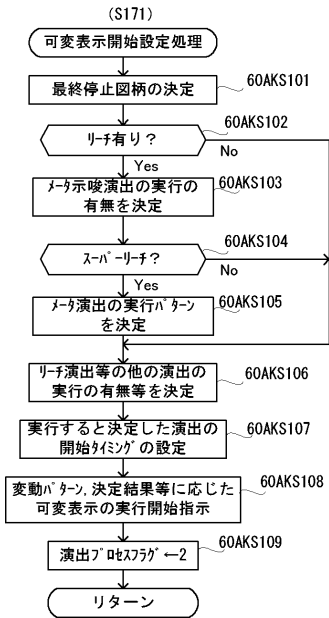 (S171)
可変表示開始設定処理
60AKS101
最終停止図柄の決定
60AKS102
ﾘｰﾁ有り？
No
Yes
60AKS103
ﾒｰﾀ示唆演出の実行の
有無を決定
60AKS104
ｽｰﾊﾟｰﾘｰﾁ？
No
Yes
60AKS105
ﾒｰﾀ演出の実行ﾊﾟﾀｰﾝ
を決定
60AKS106
ﾘｰﾁ演出等の他の演出の
実行の有無等を決定
60AKS107
実行すると決定した演出の
開始ﾀｲﾐﾝｸﾞの設定
60AKS108
変動ﾊﾟﾀｰﾝ,決定結果等に応じた
可変表示の実行開始指示
60AKS109
演出ﾌﾟﾛｾｽﾌﾗｸﾞ←2
リターン